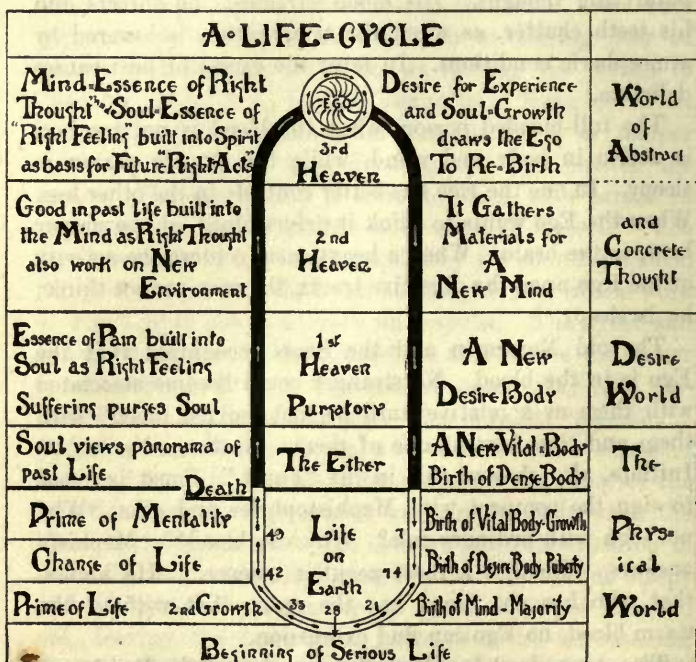 A LIFE=CYCLE
Mind=Essence of Right
Thought the Soul=Essence of
"Right Feeling" built into Spirit
as basis for Future "Right Acts"
EGO
3rd
Heaven
Desire for Experience
and Soul=Growth
draws the Ego
To Re=Birth
World
of
Abstract
Good in past life built into
the Mind as Right Thought
also work on New
Environment
2nd
Heaven
It Gathers
Materials for
A
New Mind
and
Concrete
Thought
Essence of Pain built into
Soul as Right Feeling
Suffering purges Soul
1st
Heaven
Purgatory
A New
Desire Body
Desire
World
Soul views panorama of
past Life
Death
The Ether
A New Vital=Body
Birth of Dense Body
The
Prime of Mentality
49
Life
7
Birth of Vital Body=Growth
Phys=
Change of Life
42
on
Earth
14
Birth of Desire Body Puberty
ical
Prime of Life 2nd Growth
35
28
21
Birth of Mind=Majority
World
Beginning of Serious Life